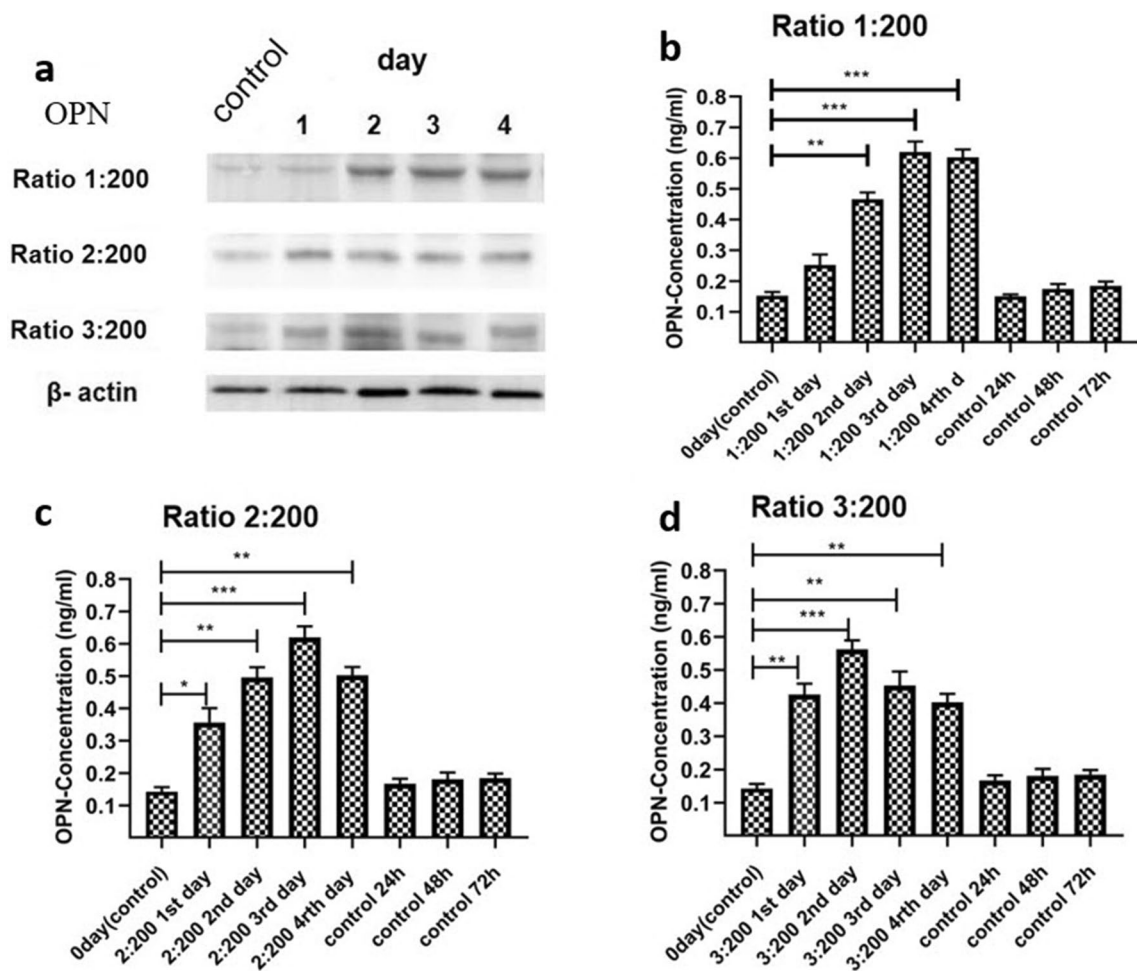 a
control
day
OPN
1 2 3 4
Ratio 1:200
Ratio 2:200
Ratio 3:200
β- actin
b
Ratio 1:200
OPN-Concentration (ng/ml)
0.8
0.7
0.6
0.5
0.4
0.3
0.2
0.1
***
***
**
0day(control)
1:200 1st day
1:200 2nd day
1:200 3rd day
1:200 4rth d
control 24h
control 48h
control 72h
c
Ratio 2:200
OPN-Concentration (ng/ml)
0.8
0.7
0.6
0.5
0.4
0.3
0.2
0.1
**
***
**
*
0day(control)
2:200 1st day
2:200 2nd day
2:200 3rd day
2:200 4rth day
control 24h
control 48h
control 72h
d
Ratio 3:200
OPN-Concentration (ng/ml)
0.8
0.7
0.6
0.5
0.4
0.3
0.2
0.1
**
**
***
**
0day(control)
3:200 1st day
3:200 2nd day
3:200 3rd day
3:200 4rth day
control 24h
control 48h
control 72h